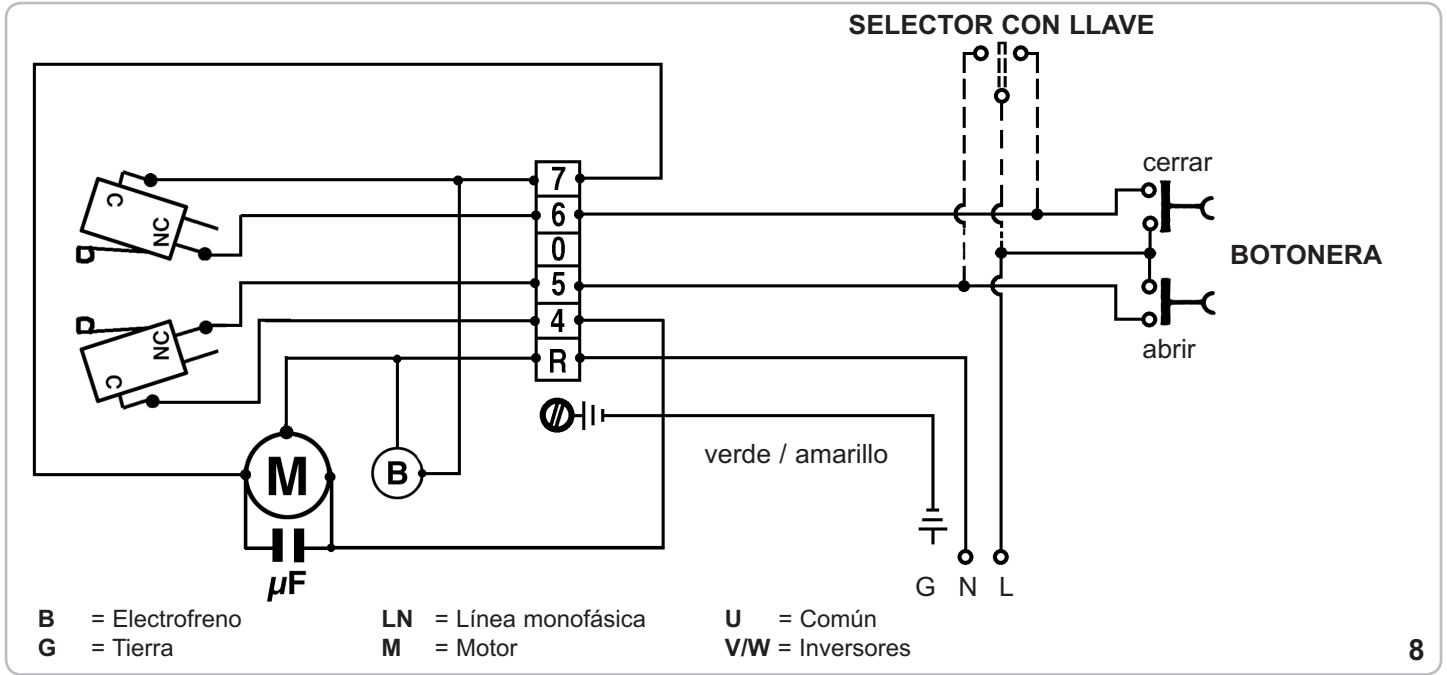 SELECTOR CON LLAVE
cerrar
BOTONERA
abrir
C
NC
7
6
0
5
4
R
NC
C
M
B
µF
verde / amarillo
G N L
B = Electrofreno
G = Tierra
LN = Línea monofásica
M = Motor
U = Común
V/W = Inversores
8